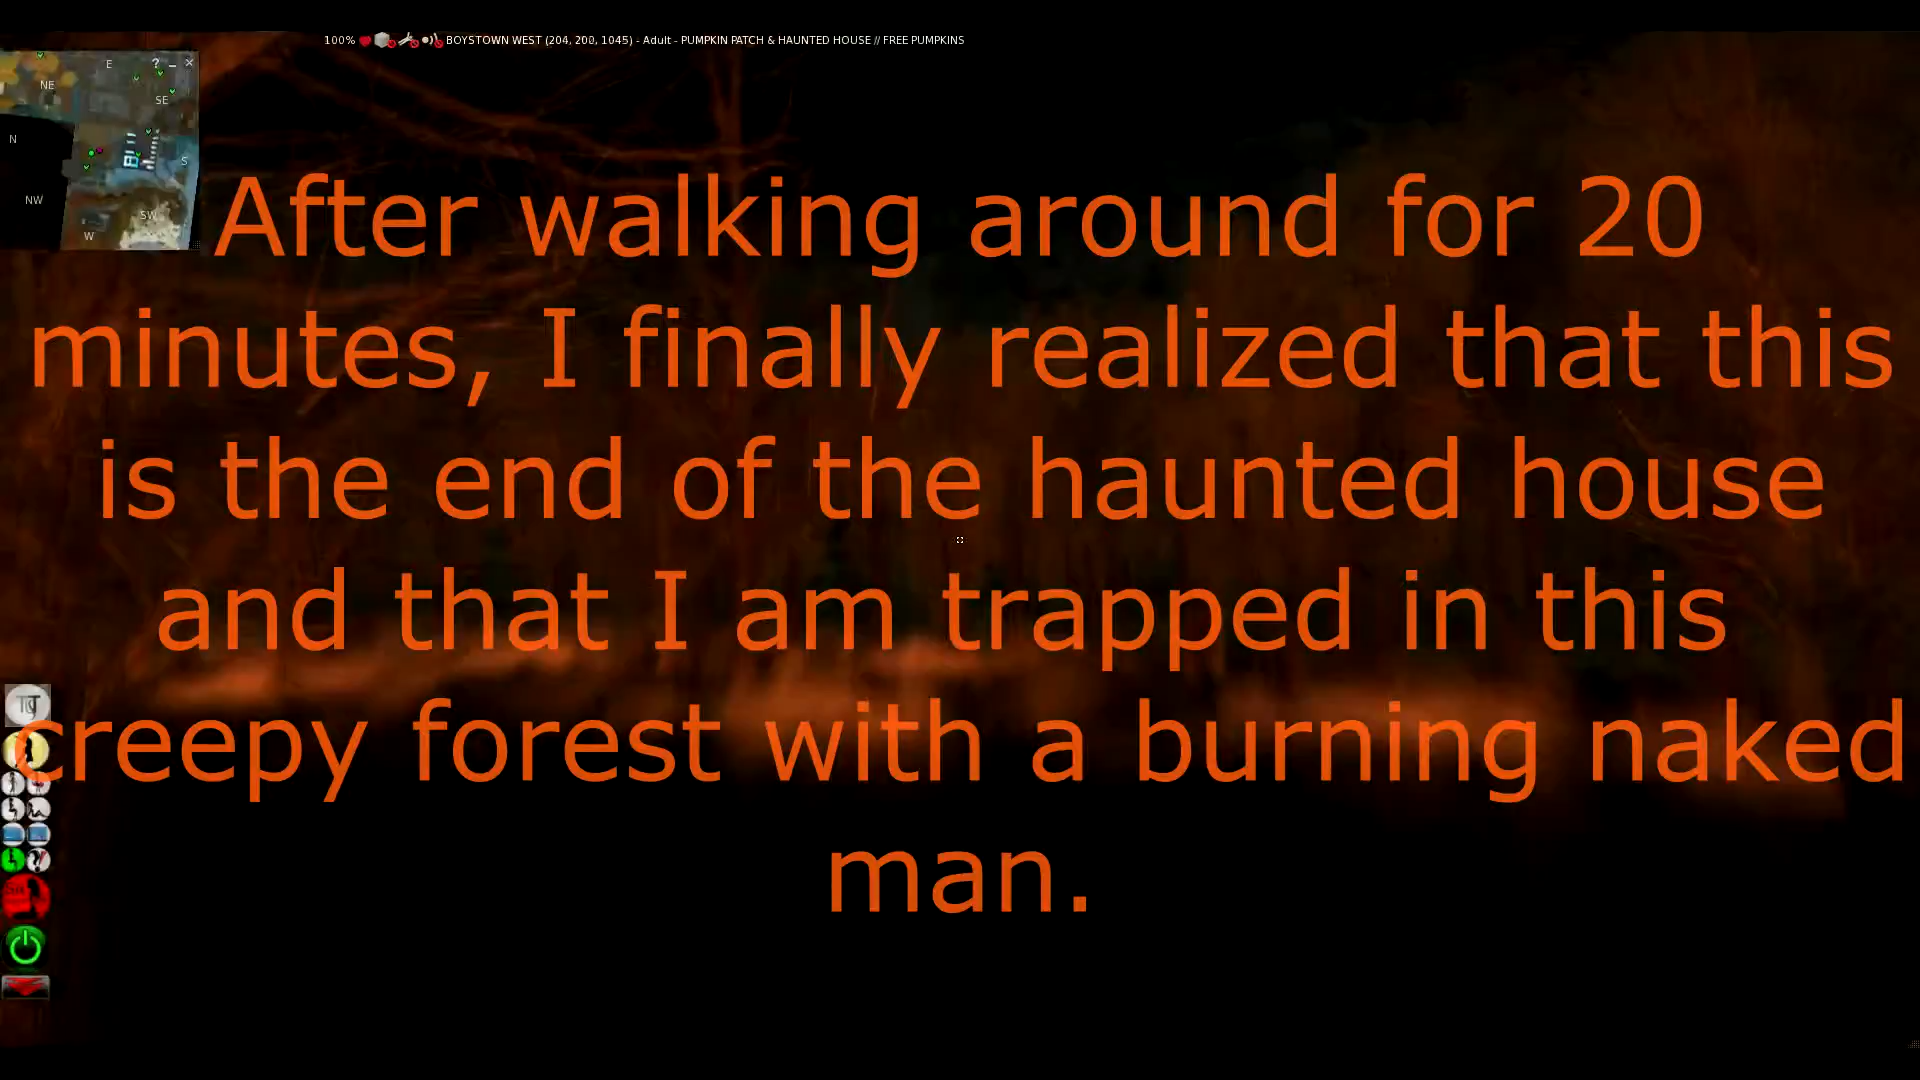 100% BOYSTOWN WEST (204, 200, 1045) - Adult - PUMPKIN PATCH & HAUNTED HOUSE // FREE PUMPKINS
E ? _ ×
NE
SE
N
S
NW
SW
W
After walking around for 20
minutes, I finally realized that this
is the end of the haunted house
and that I am trapped in this
creepy forest with a burning naked
man.